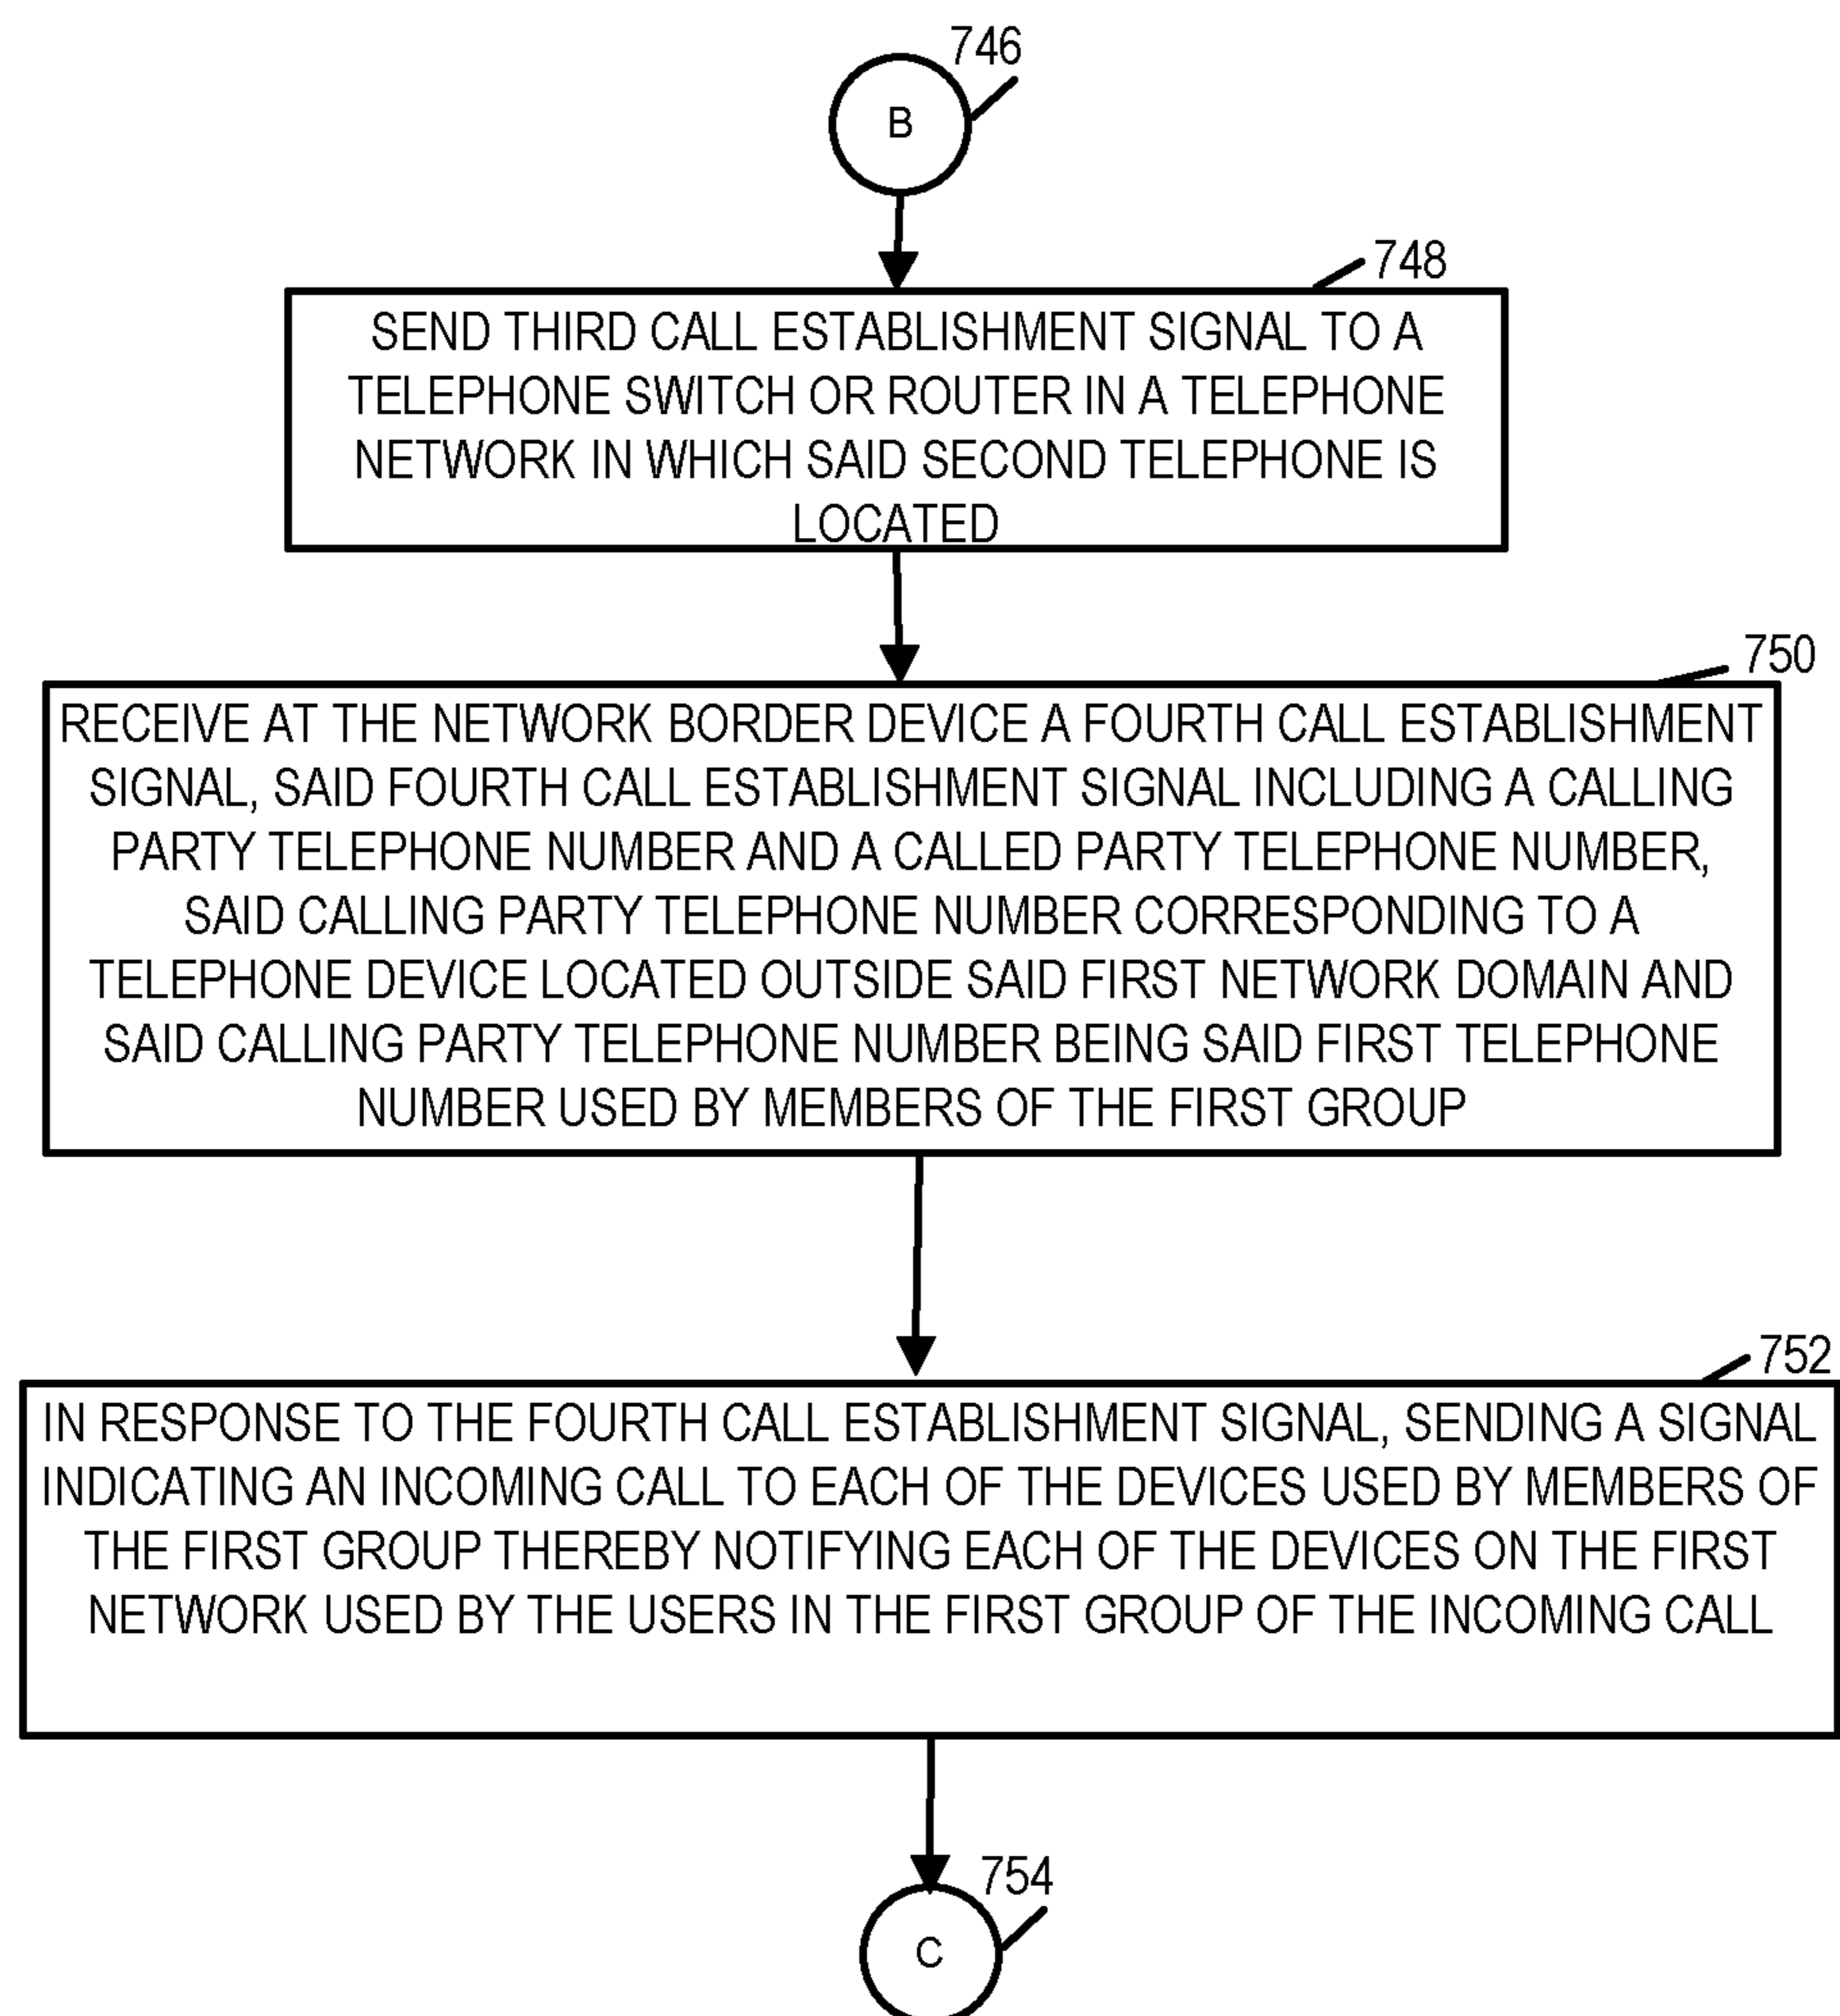 746
B
748
SEND THIRD CALL ESTABLISHMENT SIGNAL TO A
TELEPHONE SWITCH OR ROUTER IN A TELEPHONE
NETWORK IN WHICH SAID SECOND TELEPHONE IS
LOCATED
750
RECEIVE AT THE NETWORK BORDER DEVICE A FOURTH CALL ESTABLISHMENT
SIGNAL, SAID FOURTH CALL ESTABLISHMENT SIGNAL INCLUDING A CALLING
PARTY TELEPHONE NUMBER AND A CALLED PARTY TELEPHONE NUMBER,
SAID CALLING PARTY TELEPHONE NUMBER CORRESPONDING TO A
TELEPHONE DEVICE LOCATED OUTSIDE SAID FIRST NETWORK DOMAIN AND
SAID CALLING PARTY TELEPHONE NUMBER BEING SAID FIRST TELEPHONE
NUMBER USED BY MEMBERS OF THE FIRST GROUP
752
IN RESPONSE TO THE FOURTH CALL ESTABLISHMENT SIGNAL, SENDING A SIGNAL
INDICATING AN INCOMING CALL TO EACH OF THE DEVICES USED BY MEMBERS OF
THE FIRST GROUP THEREBY NOTIFYING EACH OF THE DEVICES ON THE FIRST
NETWORK USED BY THE USERS IN THE FIRST GROUP OF THE INCOMING CALL
754
C